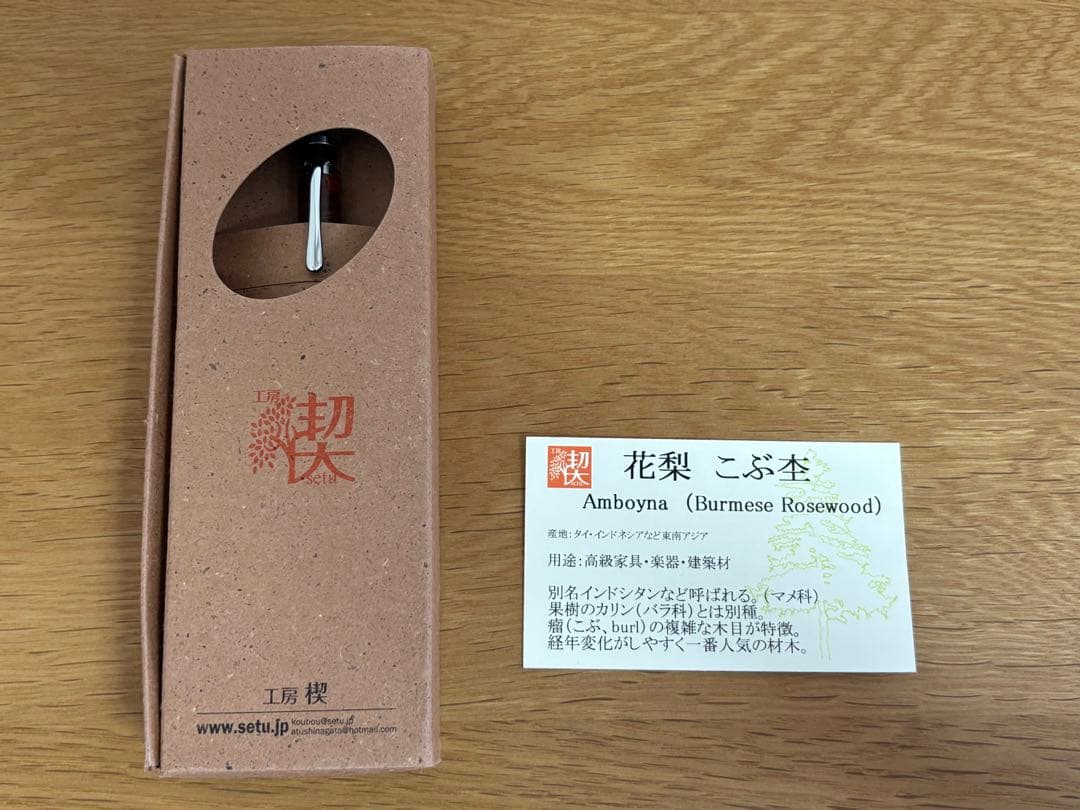 工房
楔
setu
工房 楔
www.setu.jp
koubou@setu.jp
atushinagata@hotmail.com
工房
楔
花梨 こぶ杢
Amboyna (Burmese Rosewood)
産地:タイ・インドネシアなど東南アジア
用途:高級家具・楽器・建築材
別名インドシタンなど呼ばれる。(マメ科)
果樹のカリン(バラ科)とは別種。
瘤(こぶ、burl)の複雑な木目が特徴。
経年変化がしやすく一番人気の材木。